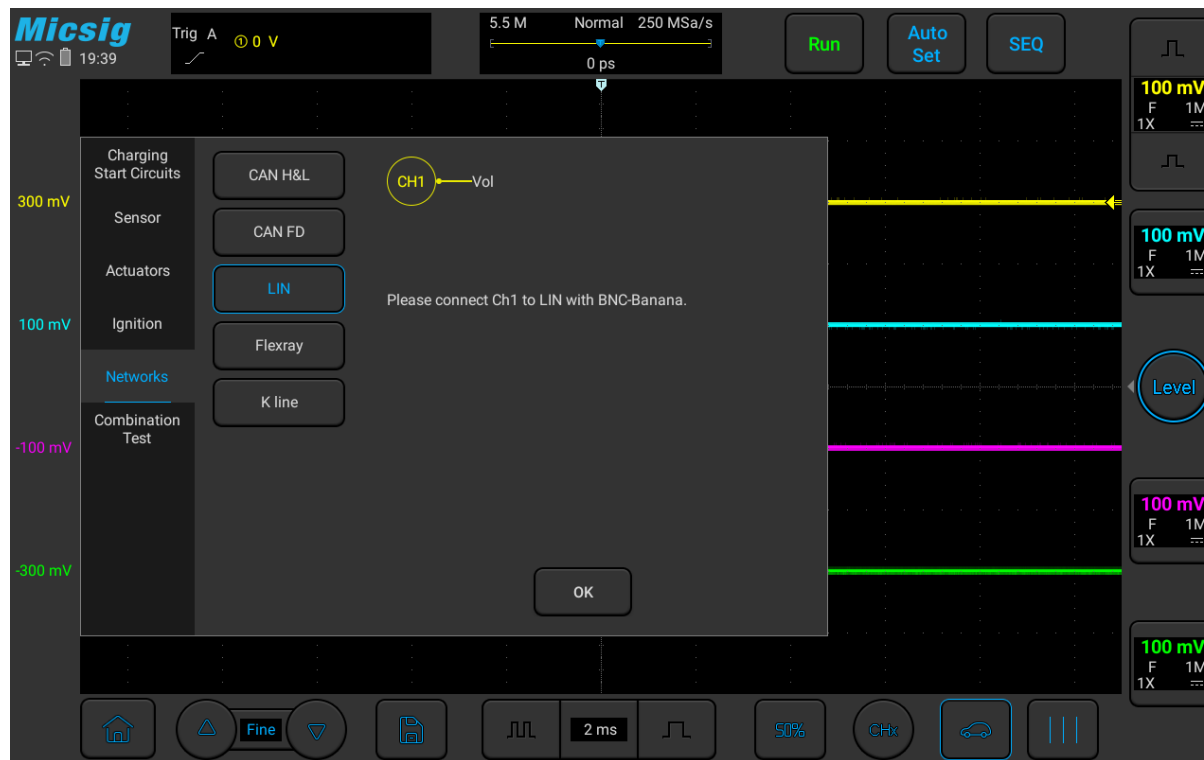 Micsig
19:39
Trig A ① 0 V
5.5 M Normal 250 MSa/s
0 ps
Run
Auto
Set
SEQ
T
100 mV
F 1M
1X
300 mV
100 mV
-100 mV
-300 mV
Charging
Start Circuits
Sensor
Actuators
Ignition
Networks
Combination
Test
CAN H&L
CAN FD
LIN
Flexray
K line
CH1 Vol
Please connect Ch1 to LIN with BNC-Banana.
OK
100 mV
F 1M
1X
Level
100 mV
F 1M
1X
100 mV
F 1M
1X
Fine
2 ms
50%
CHx